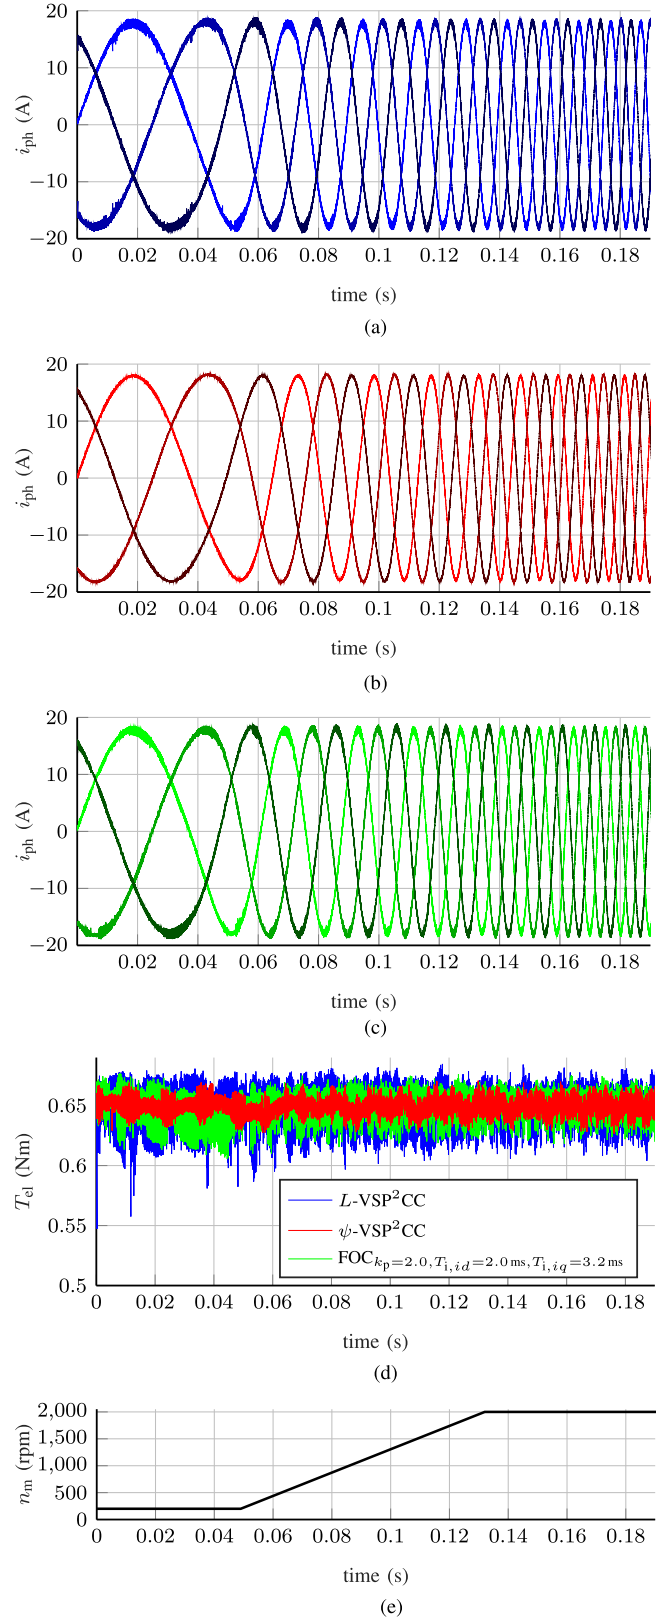 20
10
0
−10
−20
i_ph (A)
0 0.02 0.04 0.06 0.08 0.1 0.12 0.14 0.16 0.18
time (s)
(a)
20
10
0
−10
−20
i_ph (A)
0.02 0.04 0.06 0.08 0.1 0.12 0.14 0.16 0.18
time (s)
(b)
20
10
0
−10
−20
i_ph (A)
0.02 0.04 0.06 0.08 0.1 0.12 0.14 0.16 0.18
time (s)
(c)
0.65
0.6
0.55
0.5
T_el (Nm)
L-VSP²CC
ψ-VSP²CC
FOC_kp=2.0,Ti,id=2.0 ms,Ti,iq=3.2 ms
0 0.02 0.04 0.06 0.08 0.1 0.12 0.14 0.16 0.18
time (s)
(d)
2,000
1,500
1,000
500
0
n_m (rpm)
0 0.02 0.04 0.06 0.08 0.1 0.12 0.14 0.16 0.18
time (s)
(e)